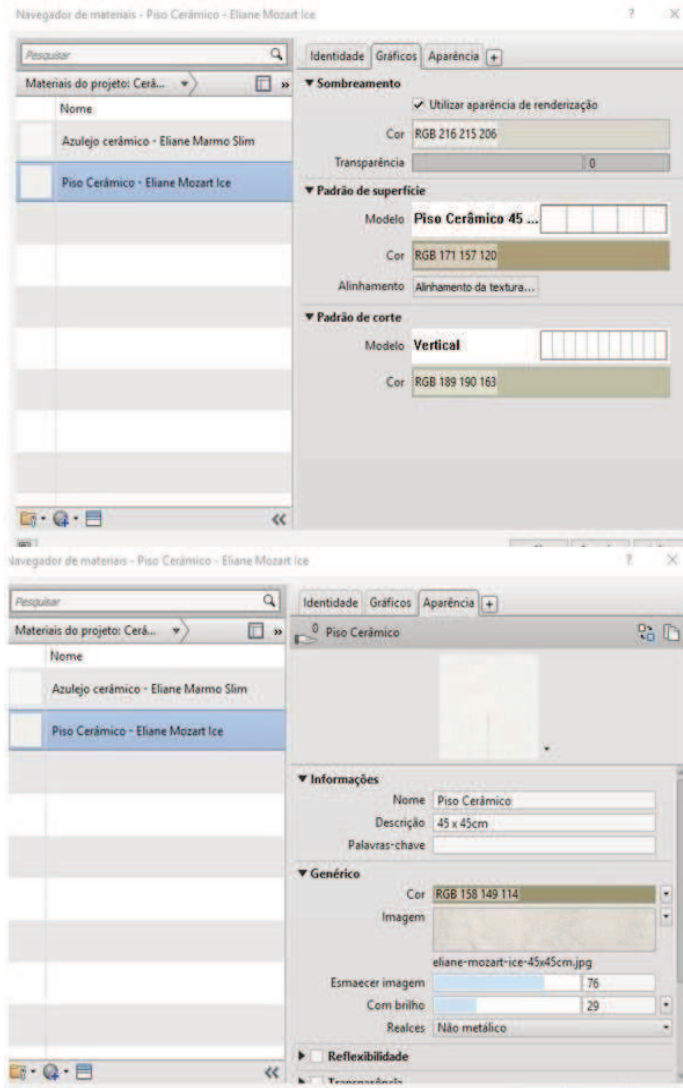 Navegador de materiais - Piso Cerâmico - Eliane Mozart Ice ? X
Pesquisar
Materiais do projeto: Cerâ... »
Nome
Azulejo cerâmico - Eliane Marmo Slim
Piso Cerâmico - Eliane Mozart Ice
«
Identidade Gráficos Aparência +
Sombreamento
Utilizar aparência de renderização
Cor RGB 216 215 206
Transparência 0
Padrão de superfície
Modelo Piso Cerâmico 45 ...
Cor RGB 171 157 120
Alinhamento Alinhamento da textura...
Padrão de corte
Modelo Vertical
Cor RGB 189 190 163
Navegador de materiais - Piso Cerâmico - Eliane Mozart Ice ? X
Pesquisar
Materiais do projeto: Cerâ... »
Nome
Azulejo cerâmico - Eliane Marmo Slim
Piso Cerâmico - Eliane Mozart Ice
«
Identidade Gráficos Aparência +
0 Piso Cerâmico
Informações
Nome Piso Cerâmico
Descrição 45 x 45cm
Palavras-chave
Genérico
Cor RGB 158 149 114
Imagem
eliane-mozart-ice-45x45cm.jpg
Esmaecer imagem 76
Com brilho 29
Realces Não metálico
Reflexibilidade
Transparência